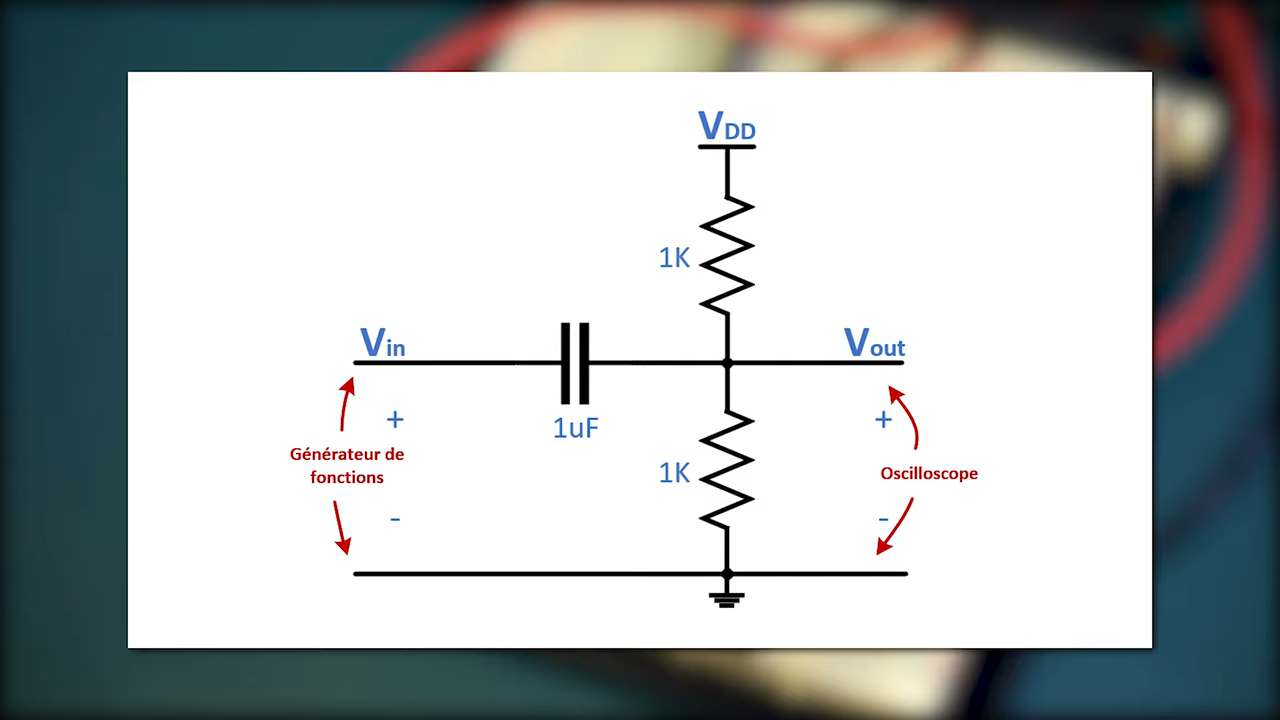 VDD
1K
Vin
Vout
+
+
1uF
Générateur de
fonctions
1K
Oscilloscope
-
-